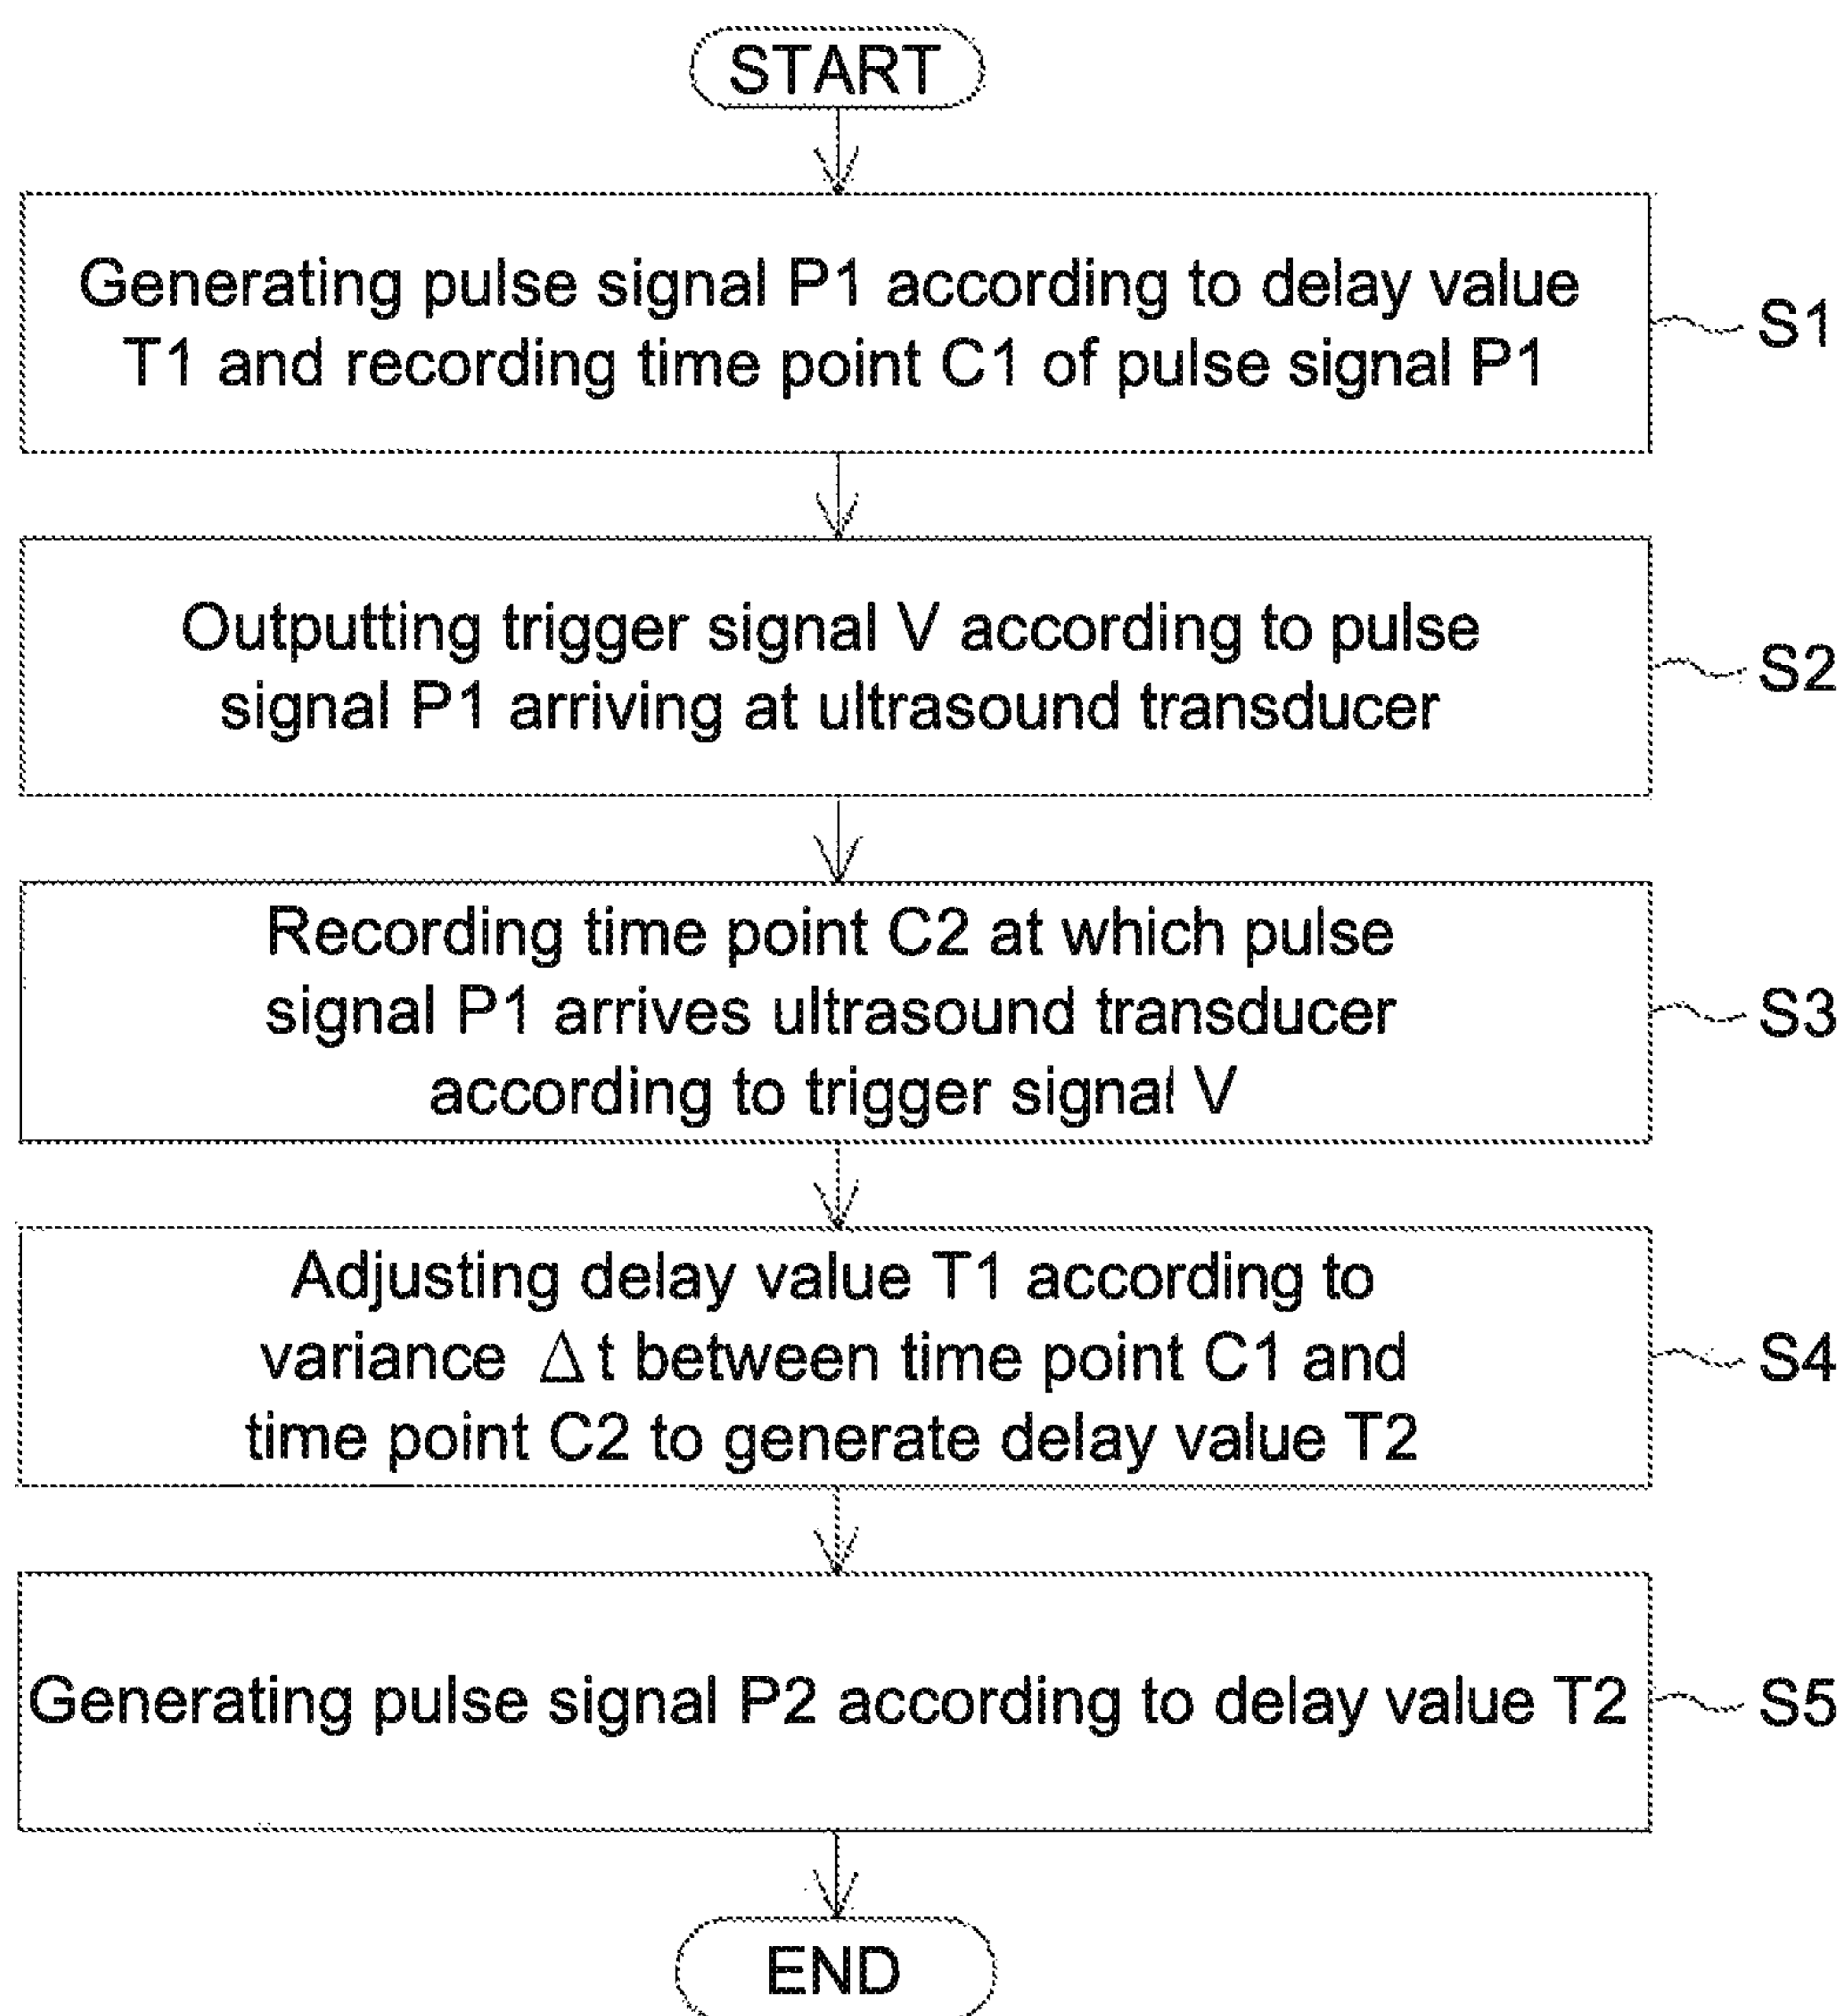 START
Generating pulse signal P1 according to delay value
T1 and recording time point C1 of pulse signal P1
S1
Outputting trigger signal V according to pulse
signal P1 arriving at ultrasound transducer
S2
Recording time point C2 at which pulse
signal P1 arrives ultrasound transducer
according to trigger signal V
S3
Adjusting delay value T1 according to
variance Δt between time point C1 and
time point C2 to generate delay value T2
S4
Generating pulse signal P2 according to delay value T2
S5
END